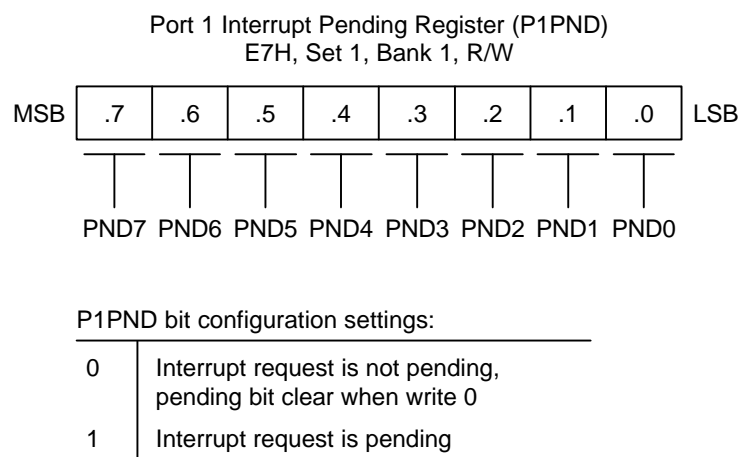 Port 1 Interrupt Pending Register (P1PND)
E7H, Set 1, Bank 1, R/W
MSB .7 .6 .5 .4 .3 .2 .1 .0 LSB
PND7 PND6 PND5 PND4 PND3 PND2 PND1 PND0
P1PND bit configuration settings:
0 Interrupt request is not pending,
pending bit clear when write 0
1 Interrupt request is pending